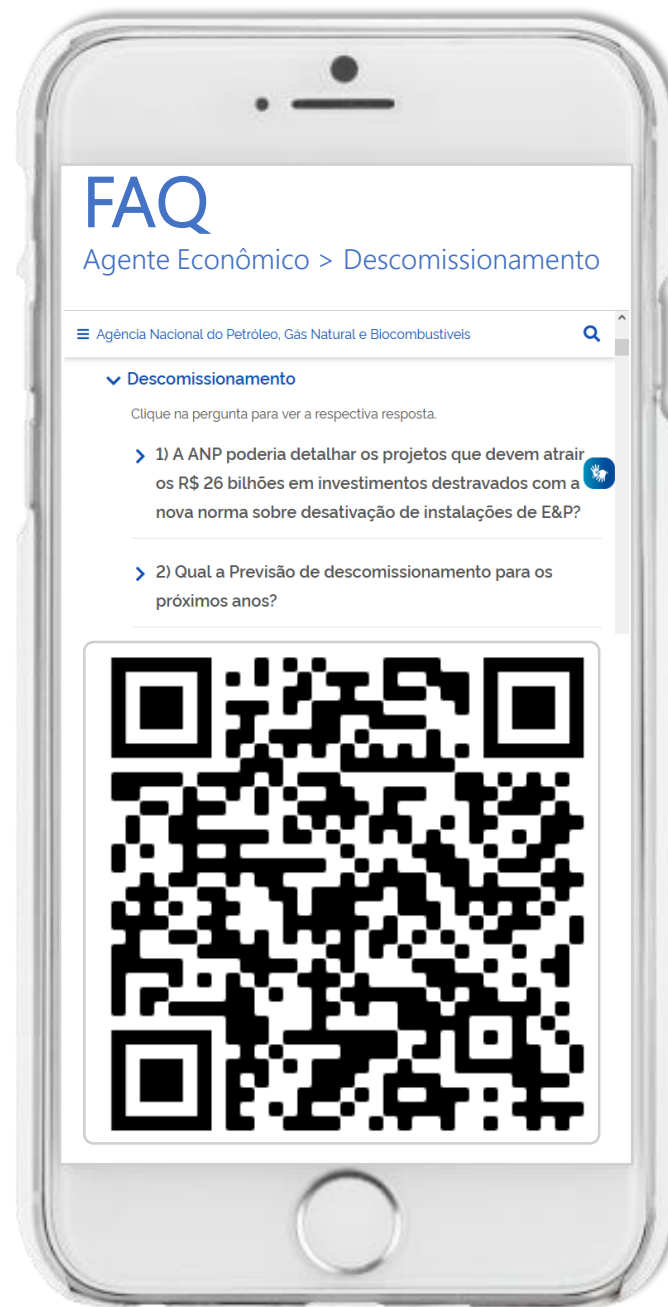 FAQ
Agente Econômico > Descomissionamento
Agência Nacional do Petróleo, Gás Natural e Biocombustíveis
Descomissionamento
Clique na pergunta para ver a respectiva resposta.
1) A ANP poderia detalhar os projetos que devem atrair
os R$ 26 bilhões em investimentos destravados com a
nova norma sobre desativação de instalações de E&P?
2) Qual a Previsão de descomissionamento para os
próximos anos?